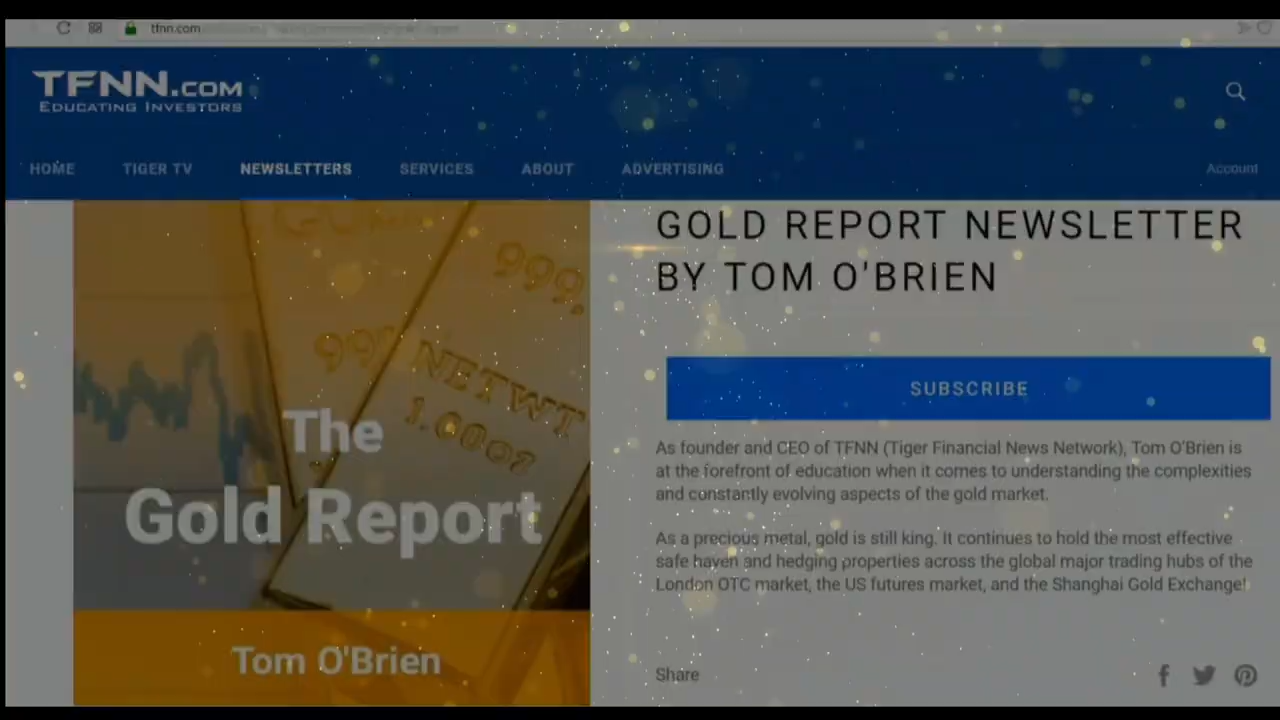 tfnn.com
TFNN.COM
EDUCATING INVESTORS
HOME TIGER TV NEWSLETTERS SERVICES ABOUT ADVERTISING Account
GOLD REPORT NEWSLETTER
BY TOM O'BRIEN
SUBSCRIBE
As founder and CEO of TFNN (Tiger Financial News Network), Tom O'Brien is
at the forefront of education when it comes to understanding the complexities
and constantly evolving aspects of the gold market.
As a precious metal, gold is still king. It continues to hold the most effective
safe haven and hedging properties across the global major trading hubs of the
London OTC market, the US futures market, and the Shanghai Gold Exchange!
Share
999,
999
NETWT
1.00OZ
The
Gold Report
Tom O'Brien